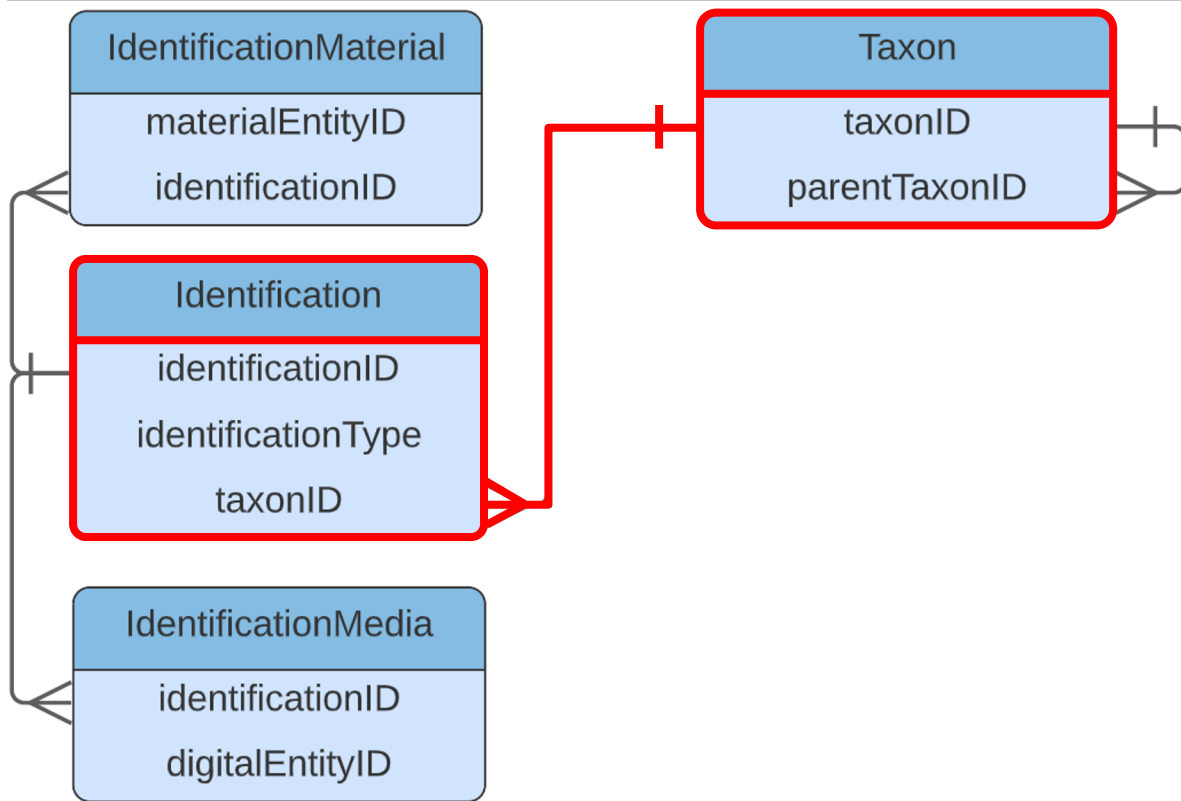 IdentificationMaterial
materialEntityID
identificationID
Identification
identificationID
identificationType
taxonID
IdentificationMedia
identificationID
digitalEntityID
Taxon
taxonID
parentTaxonID